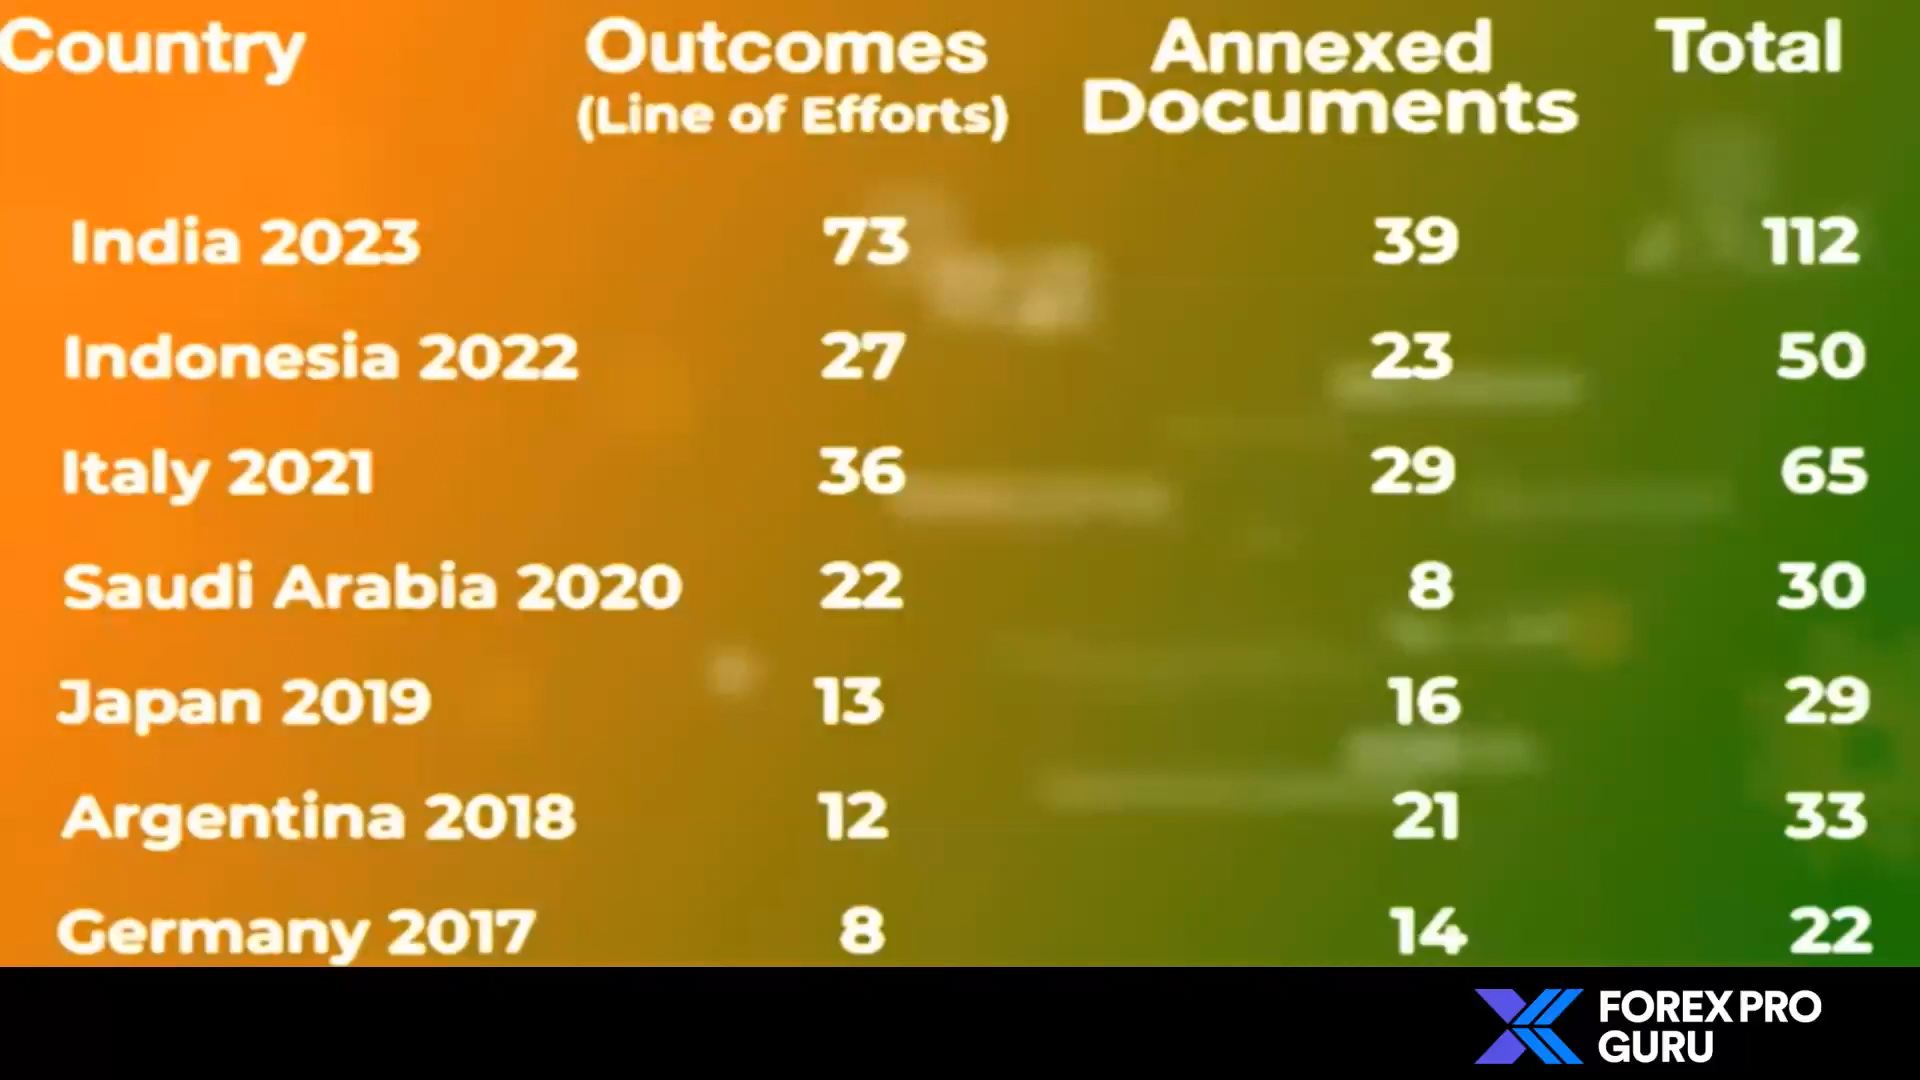 Country Outcomes Annexed Total
(Line of Efforts) Documents
India 2023 73 39 112
Indonesia 2022 27 23 50
Italy 2021 36 29 65
Saudi Arabia 2020 22 8 30
Japan 2019 13 16 29
Argentina 2018 12 21 33
Germany 2017 8 14 22
FOREX PRO
GURU